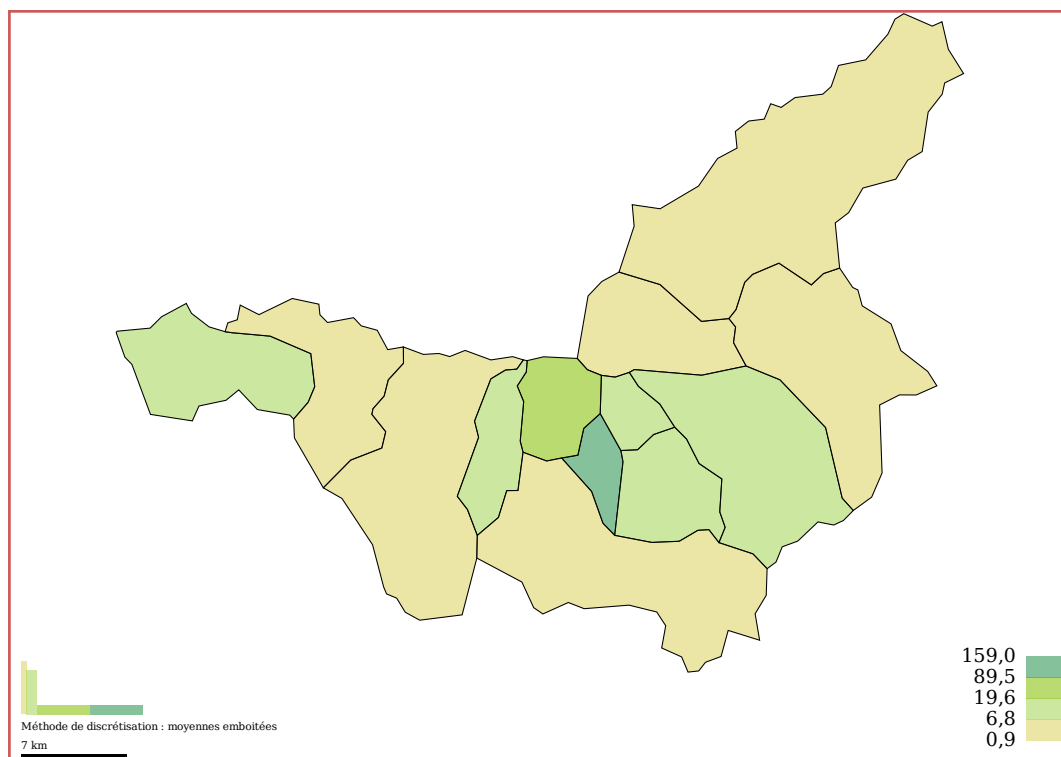 159,0
89,5
19,6
6,8
0,9
Méthode de discrétisation : moyennes emboitées
7 km